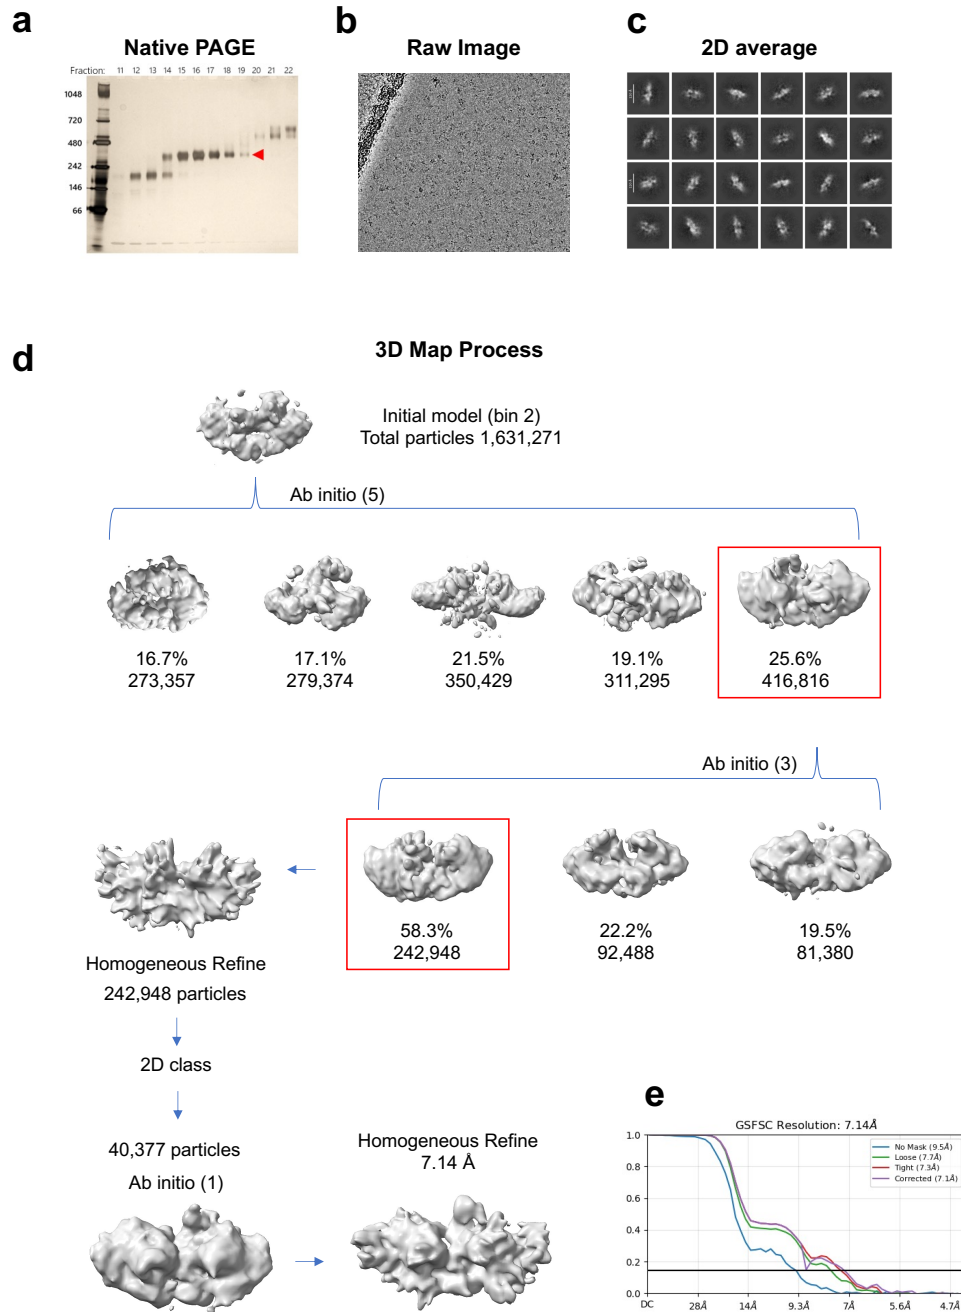 a
Native PAGE
Fraction: 11 12 13 14 15 16 17 18 19 20 21 22
1048
720
480
242
146
66
b
Raw Image
c
2D average
d
3D Map Process
Initial model (bin 2)
Total particles 1,631,271
Ab initio (5)
16.7% 17.1% 21.5% 19.1% 25.6%
273,357 279,374 350,429 311,295 416,816
Ab initio (3)
58.3% 22.2% 19.5%
242,948 92,488 81,380
Homogeneous Refine
242,948 particles
2D class
40,377 particles
Ab initio (1)
Homogeneous Refine
7.14 Å
e
GSFSC Resolution: 7.14Å
No Mask (9.5Å)
Loose (7.7Å)
Tight (7.3Å)
Corrected (7.1Å)
1.0
0.8
0.6
0.4
0.2
0.0
DC 28Å 14Å 9.3Å 7Å 5.6Å 4.7Å